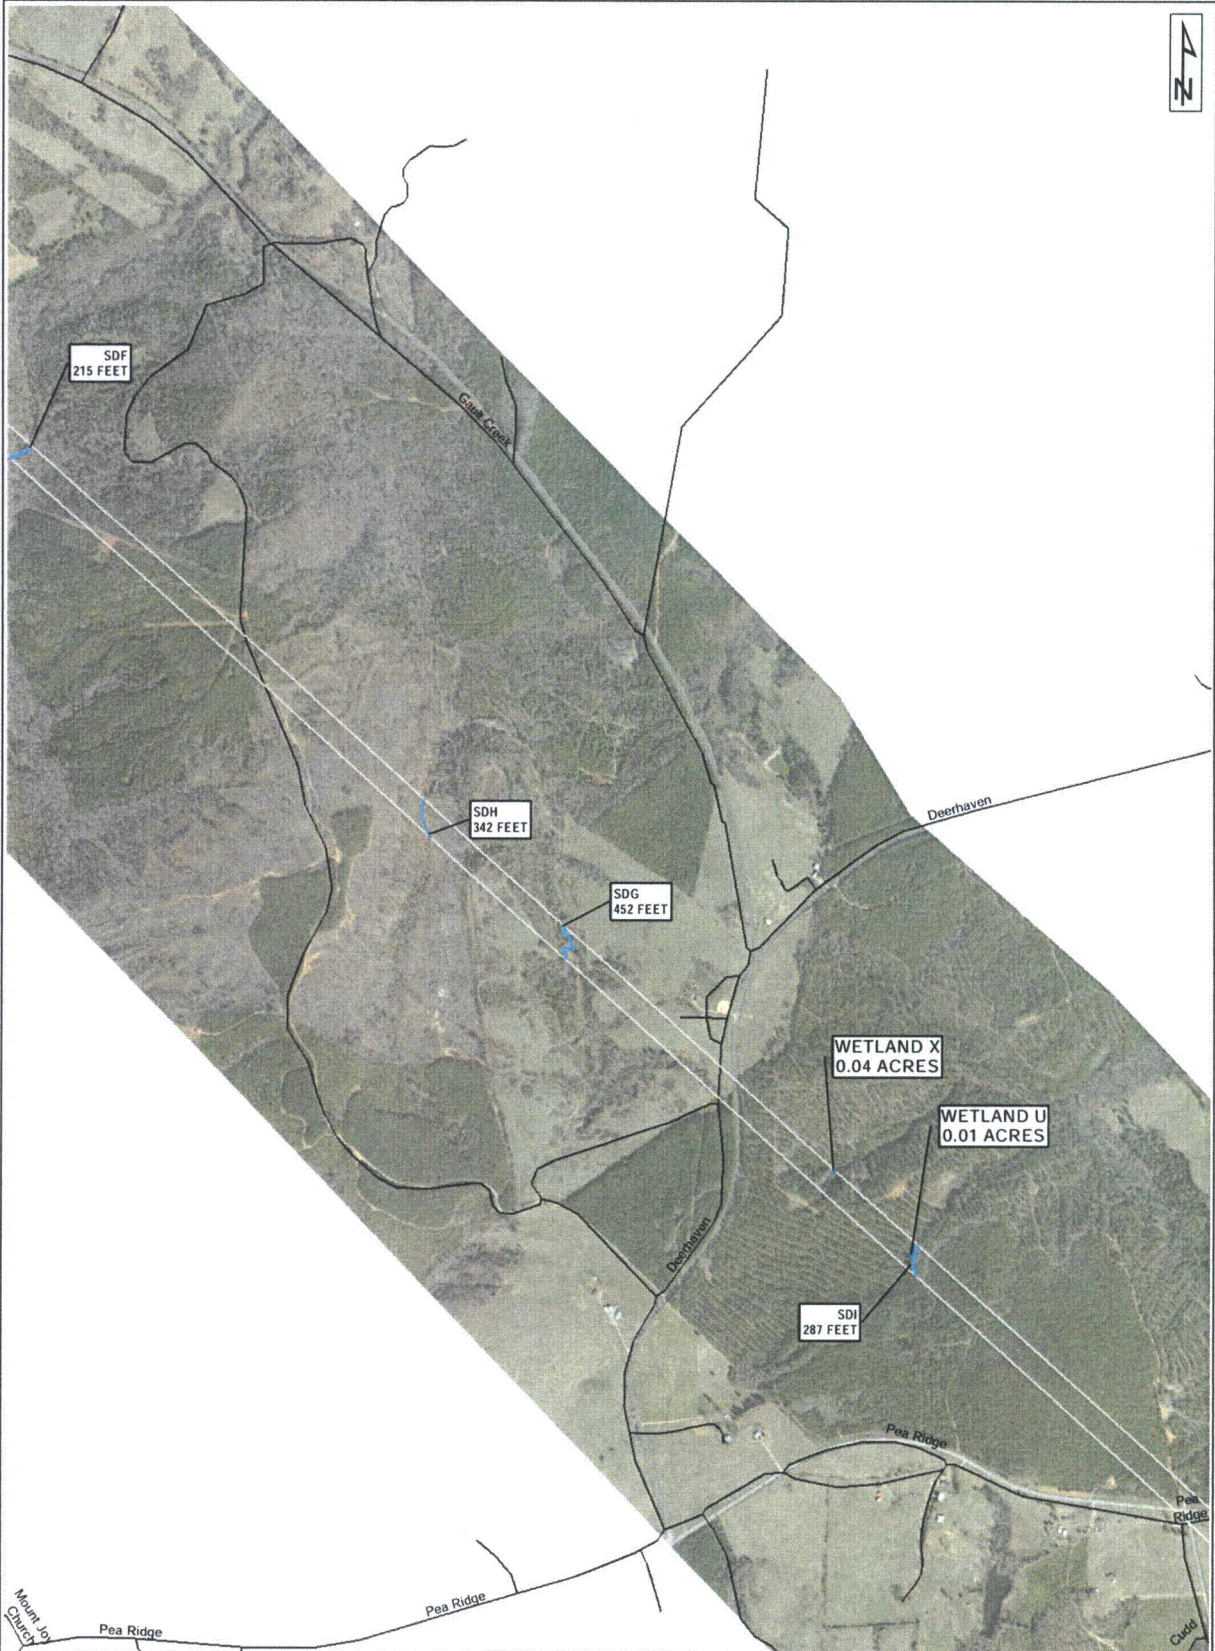 N
SDF
215 FEET
Gault Creek
SDH
342 FEET
Deerhaven
SDG
452 FEET
WETLAND X
0.04 ACRES
WETLAND U
0.01 ACRES
Deerhaven
SDI
287 FEET
Pea Ridge
Pea
Ridge
Mount Joy
Church
Pea Ridge
Pea Ridge
Cudd